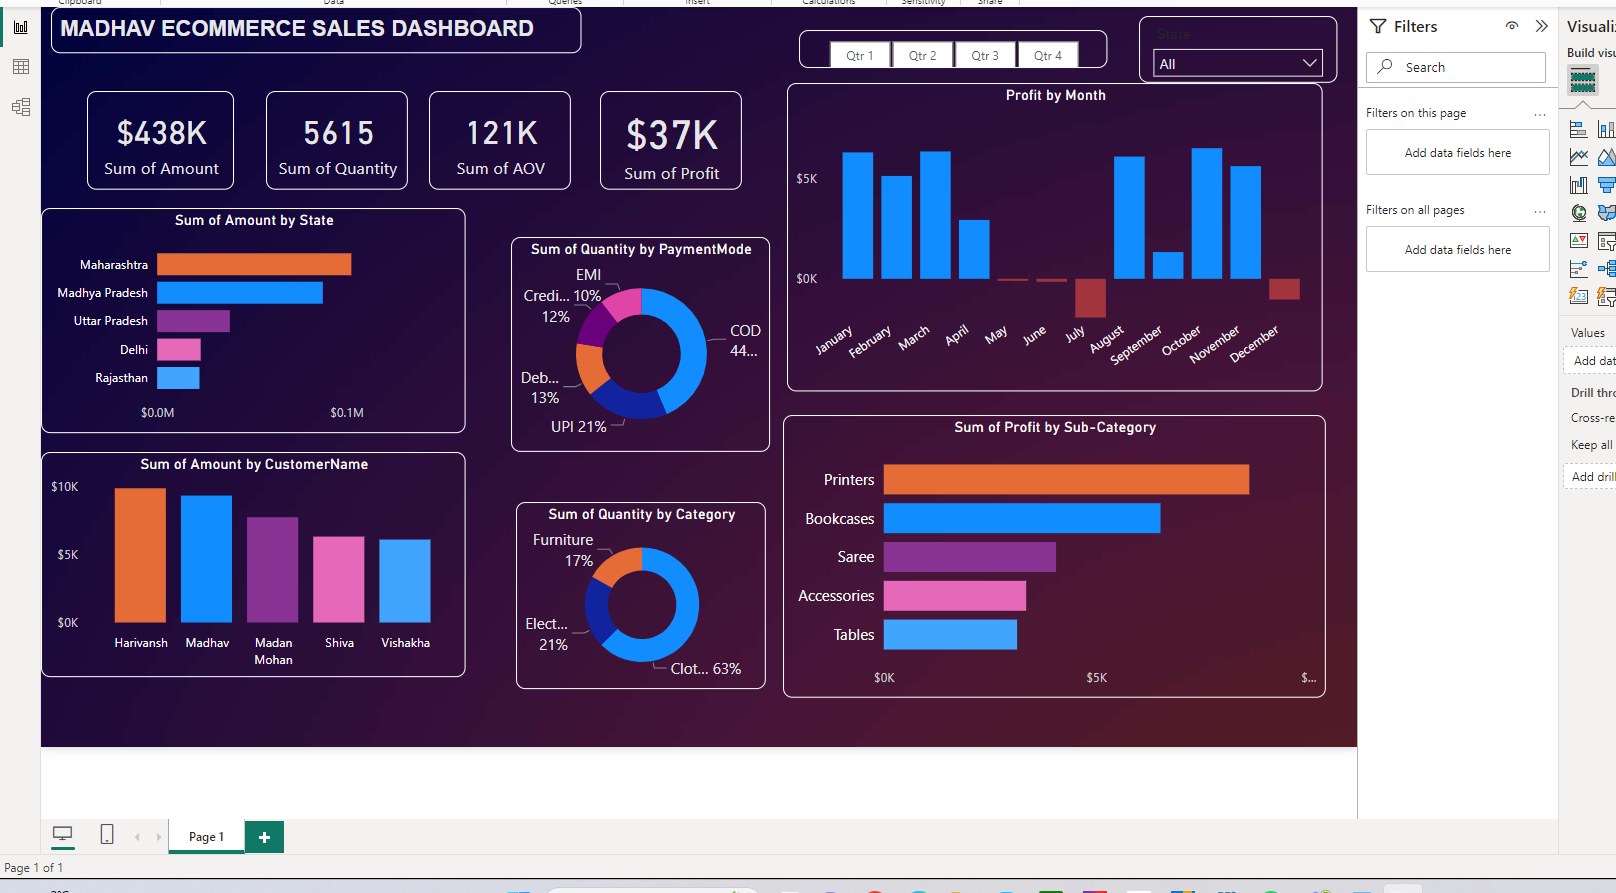 Clipboard
Data
Queries
Insert
Calculations
Sensitivity
Share
MADHAV ECOMMERCE SALES DASHBOARD
Qtr 1
Qtr 2
Qtr 3
Qtr 4
State
All
$438K
Sum of Amount
5615
Sum of Quantity
121K
Sum of AOV
$37K
Sum of Profit
Profit by Month
$5K
$0K
January
February
March
April
May
June
July
August
September
October
November
December
Sum of Amount by State
Maharashtra
Madhya Pradesh
Uttar Pradesh
Delhi
Rajasthan
$0.0M
$0.1M
Sum of Quantity by PaymentMode
EMI
10%
Credi...
12%
COD
44...
Deb...
13%
UPI 21%
Sum of Amount by CustomerName
$10K
$5K
$0K
Harivansh
Madhav
Madan
Mohan
Shiva
Vishakha
Sum of Quantity by Category
Furniture
17%
Elect...
21%
Clot... 63%
Sum of Profit by Sub-Category
Printers
Bookcases
Saree
Accessories
Tables
$0K
$5K
$...
Filters
Search
Filters on this page
...
Add data fields here
Filters on all pages
...
Add data fields here
Visualiz
Build visu
123
Values
Add dat
Drill thro
Cross-re
Keep all
Add drill
Page 1
+
Page 1 of 1